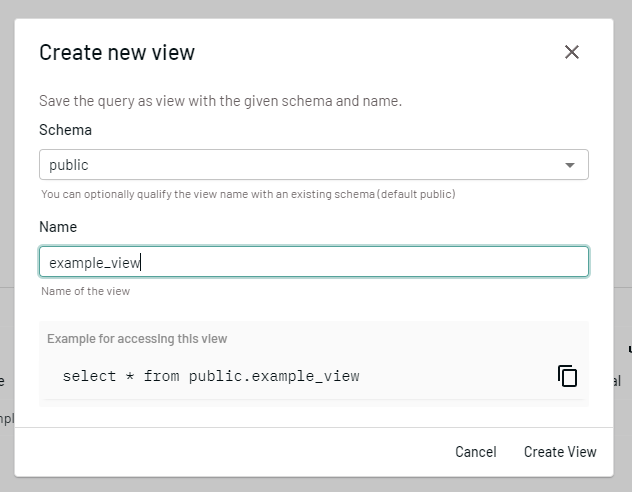 Create new view
Save the query as view with the given schema and name.
Schema
public
You can optionally qualify the view name with an existing schema (default public)
Name
example_view
Name of the view
Example for accessing this view
select * from public.example_view
Cancel
Create View